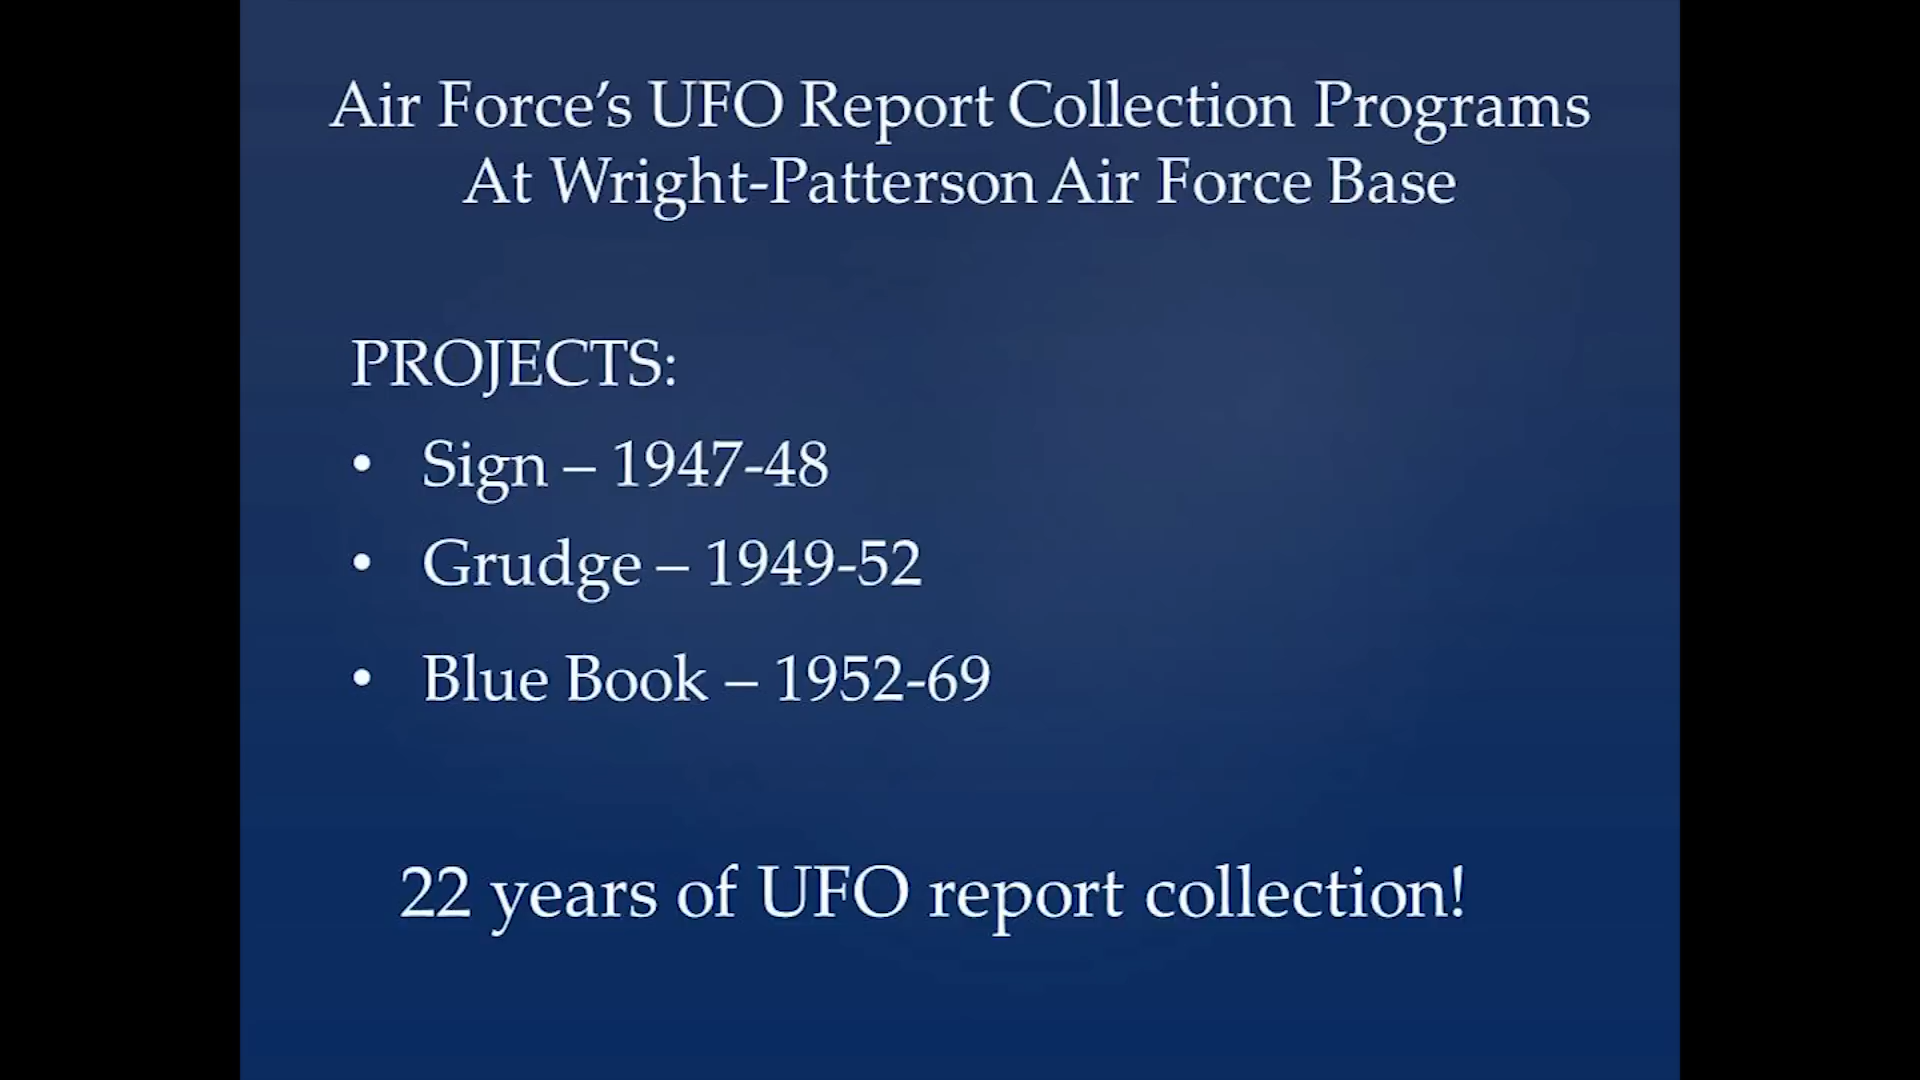 Air Force’s UFO Report Collection Programs
At Wright-Patterson Air Force Base
PROJECTS:
• Sign – 1947-48
• Grudge – 1949-52
• Blue Book – 1952-69
22 years of UFO report collection!